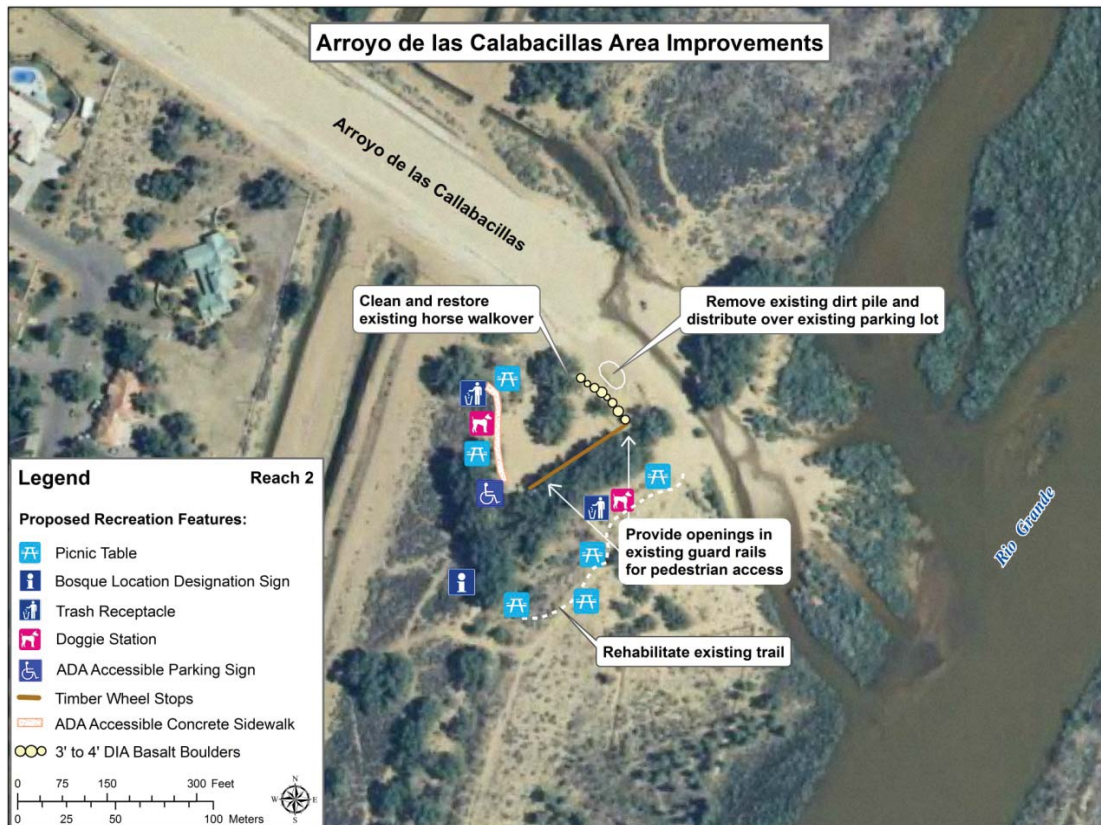 Arroyo de las Calabacillas Area Improvements
Arroyo de las Callabacillas
Clean and restore
existing horse walkover
Remove existing dirt pile and
distribute over existing parking lot
Provide openings in
existing guard rails
for pedestrian access
Rehabilitate existing trail
Rio Grande
Legend Reach 2
Proposed Recreation Features:
Picnic Table
Bosque Location Designation Sign
Trash Receptacle
Doggie Station
ADA Accessible Parking Sign
Timber Wheel Stops
ADA Accessible Concrete Sidewalk
3' to 4' DIA Basalt Boulders
0 75 150 300 Feet
0 25 50 100 Meters
N
W E
S